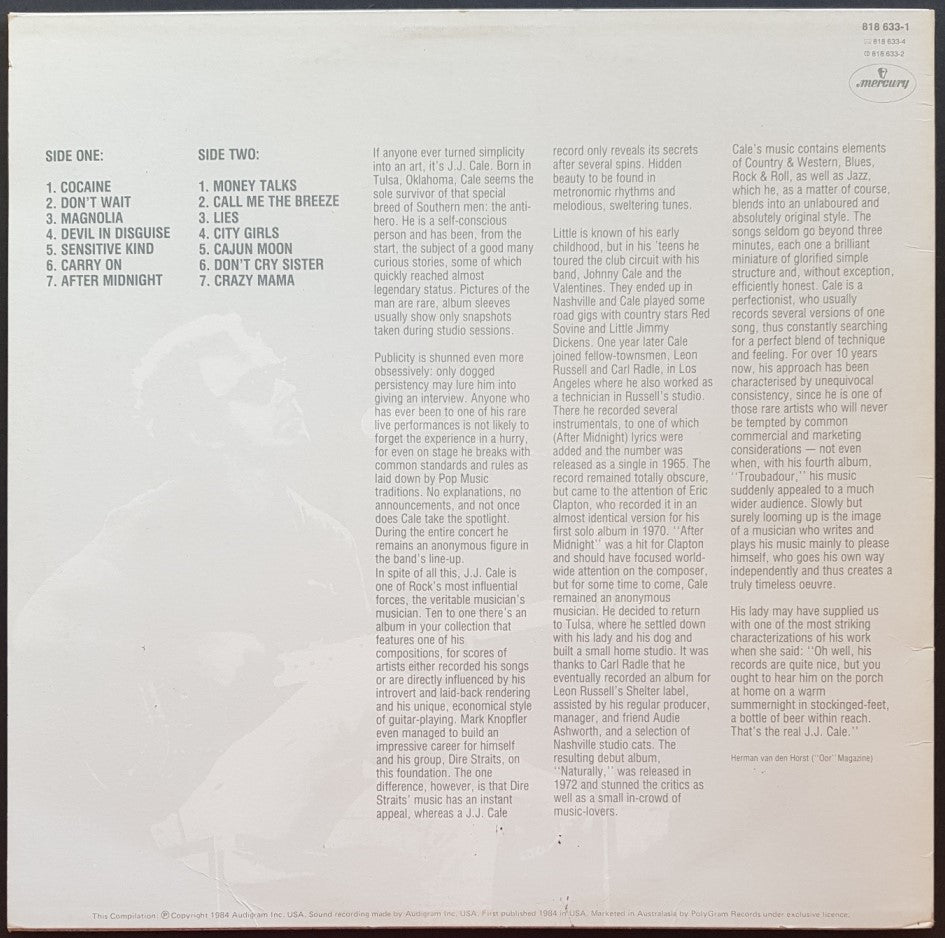 818 633-1
818 633-4
818 633-2
mercury
SIDE ONE:
1. COCAINE
2. DON'T WAIT
3. MAGNOLIA
4. DEVIL IN DISGUISE
5. SENSITIVE KIND
6. CARRY ON
7. AFTER MIDNIGHT
SIDE TWO:
1. MONEY TALKS
2. CALL ME THE BREEZE
3. LIES
4. CITY GIRLS
5. CAJUN MOON
6. DON'T CRY SISTER
7. CRAZY MAMA
If anyone ever turned simplicity
into an art, it's J.J. Cale. Born in
Tulsa, Oklahoma, Cale seems the
sole survivor of that special
breed of Southern men: the anti-
hero. He is a self-conscious
person and has been, from the
start, the subject of a good many
curious stories, some of which
quickly reached almost
legendary status. Pictures of the
man are rare, album sleeves
usually show only snapshots
taken during studio sessions.
Publicity is shunned even more
obsessively: only dogged
persistency may lure him into
giving an interview. Anyone who
has ever been to one of his rare
live performances is not likely to
forget the experience in a hurry,
for even on stage he breaks with
common standards and rules as
laid down by Pop Music
traditions. No explanations, no
announcements, and not once
does Cale take the spotlight.
During the entire concert he
remains an anonymous figure in
the band's line-up.
In spite of all this, J.J. Cale is
one of Rock's most influential
forces, the veritable musician's
musician. Ten to one there's an
album in your collection that
features one of his
compositions, for scores of
artists either recorded his songs
or are directly influenced by his
introvert and laid-back rendering
and his unique, economical style
of guitar-playing. Mark Knopfler
even managed to build an
impressive career for himself
and his group, Dire Straits, on
this foundation. The one
difference, however, is that Dire
Straits' music has an instant
appeal, whereas a J.J. Cale
record only reveals its secrets
after several spins. Hidden
beauty to be found in
metronomic rhythms and
melodious, sweltering tunes.
Little is known of his early
childhood, but in his 'teens he
toured the club circuit with his
band, Johnny Cale and the
Valentines. They ended up in
Nashville and Cale played some
road gigs with country stars Red
Sovine and Little Jimmy
Dickens. One year later Cale
joined fellow-townsmen, Leon
Russell and Carl Radle, in Los
Angeles where he also worked as
a technician in Russell's studio.
There he recorded several
instrumentals, to one of which
(After Midnight) lyrics were
added and the number was
released as a single in 1965. The
record remained totally obscure,
but came to the attention of Eric
Clapton, who recorded it in an
almost identical version for his
first solo album in 1970. "After
Midnight" was a hit for Clapton
and should have focused world-
wide attention on the composer,
but for some time to come, Cale
remained an anonymous
musician. He decided to return
to Tulsa, where he settled down
with his lady and his dog and
built a small home studio. It was
thanks to Carl Radle that he
eventually recorded an album for
Leon Russell's Shelter label,
assisted by his regular producer,
manager, and friend Audie
Ashworth, and a selection of
Nashville studio cats. The
resulting debut album,
"Naturally," was released in
1972 and stunned the critics as
well as a small in-crowd of
music-lovers.
Cale's music contains elements
of Country & Western, Blues,
Rock & Roll, as well as Jazz,
which he, as a matter of course,
blends into an unlaboured and
absolutely original style. The
songs seldom go beyond three
minutes, each one a brilliant
miniature of glorified simple
structure and, without exception,
efficiently honest. Cale is a
perfectionist, who usually
records several versions of one
song, thus constantly searching
for a perfect blend of technique
and feeling. For over 10 years
now, his approach has been
characterised by unequivocal
consistency, since he is one of
those rare artists who will never
be tempted by common
commercial and marketing
considerations — not even
when, with his fourth album,
"Troubadour," his music
suddenly appealed to a much
wider audience. Slowly but
surely looming up is the image
of a musician who writes and
plays his music mainly to please
himself, who goes his own way
independently and thus creates a
truly timeless oeuvre.
His lady may have supplied us
with one of the most striking
characterizations of his work
when she said: "Oh well, his
records are quite nice, but you
ought to hear him on the porch
at home on a warm
summernight in stockinged-feet,
a bottle of beer within reach.
That's the real J.J. Cale."
Herman van den Horst ("Oor" Magazine)
This Compilation: ℗ Copyright 1984 Audigram Inc. USA. Sound recording made by Audigram Inc. USA. First published 1984 in USA. Marketed in Australasia by PolyGram Records under exclusive licence.